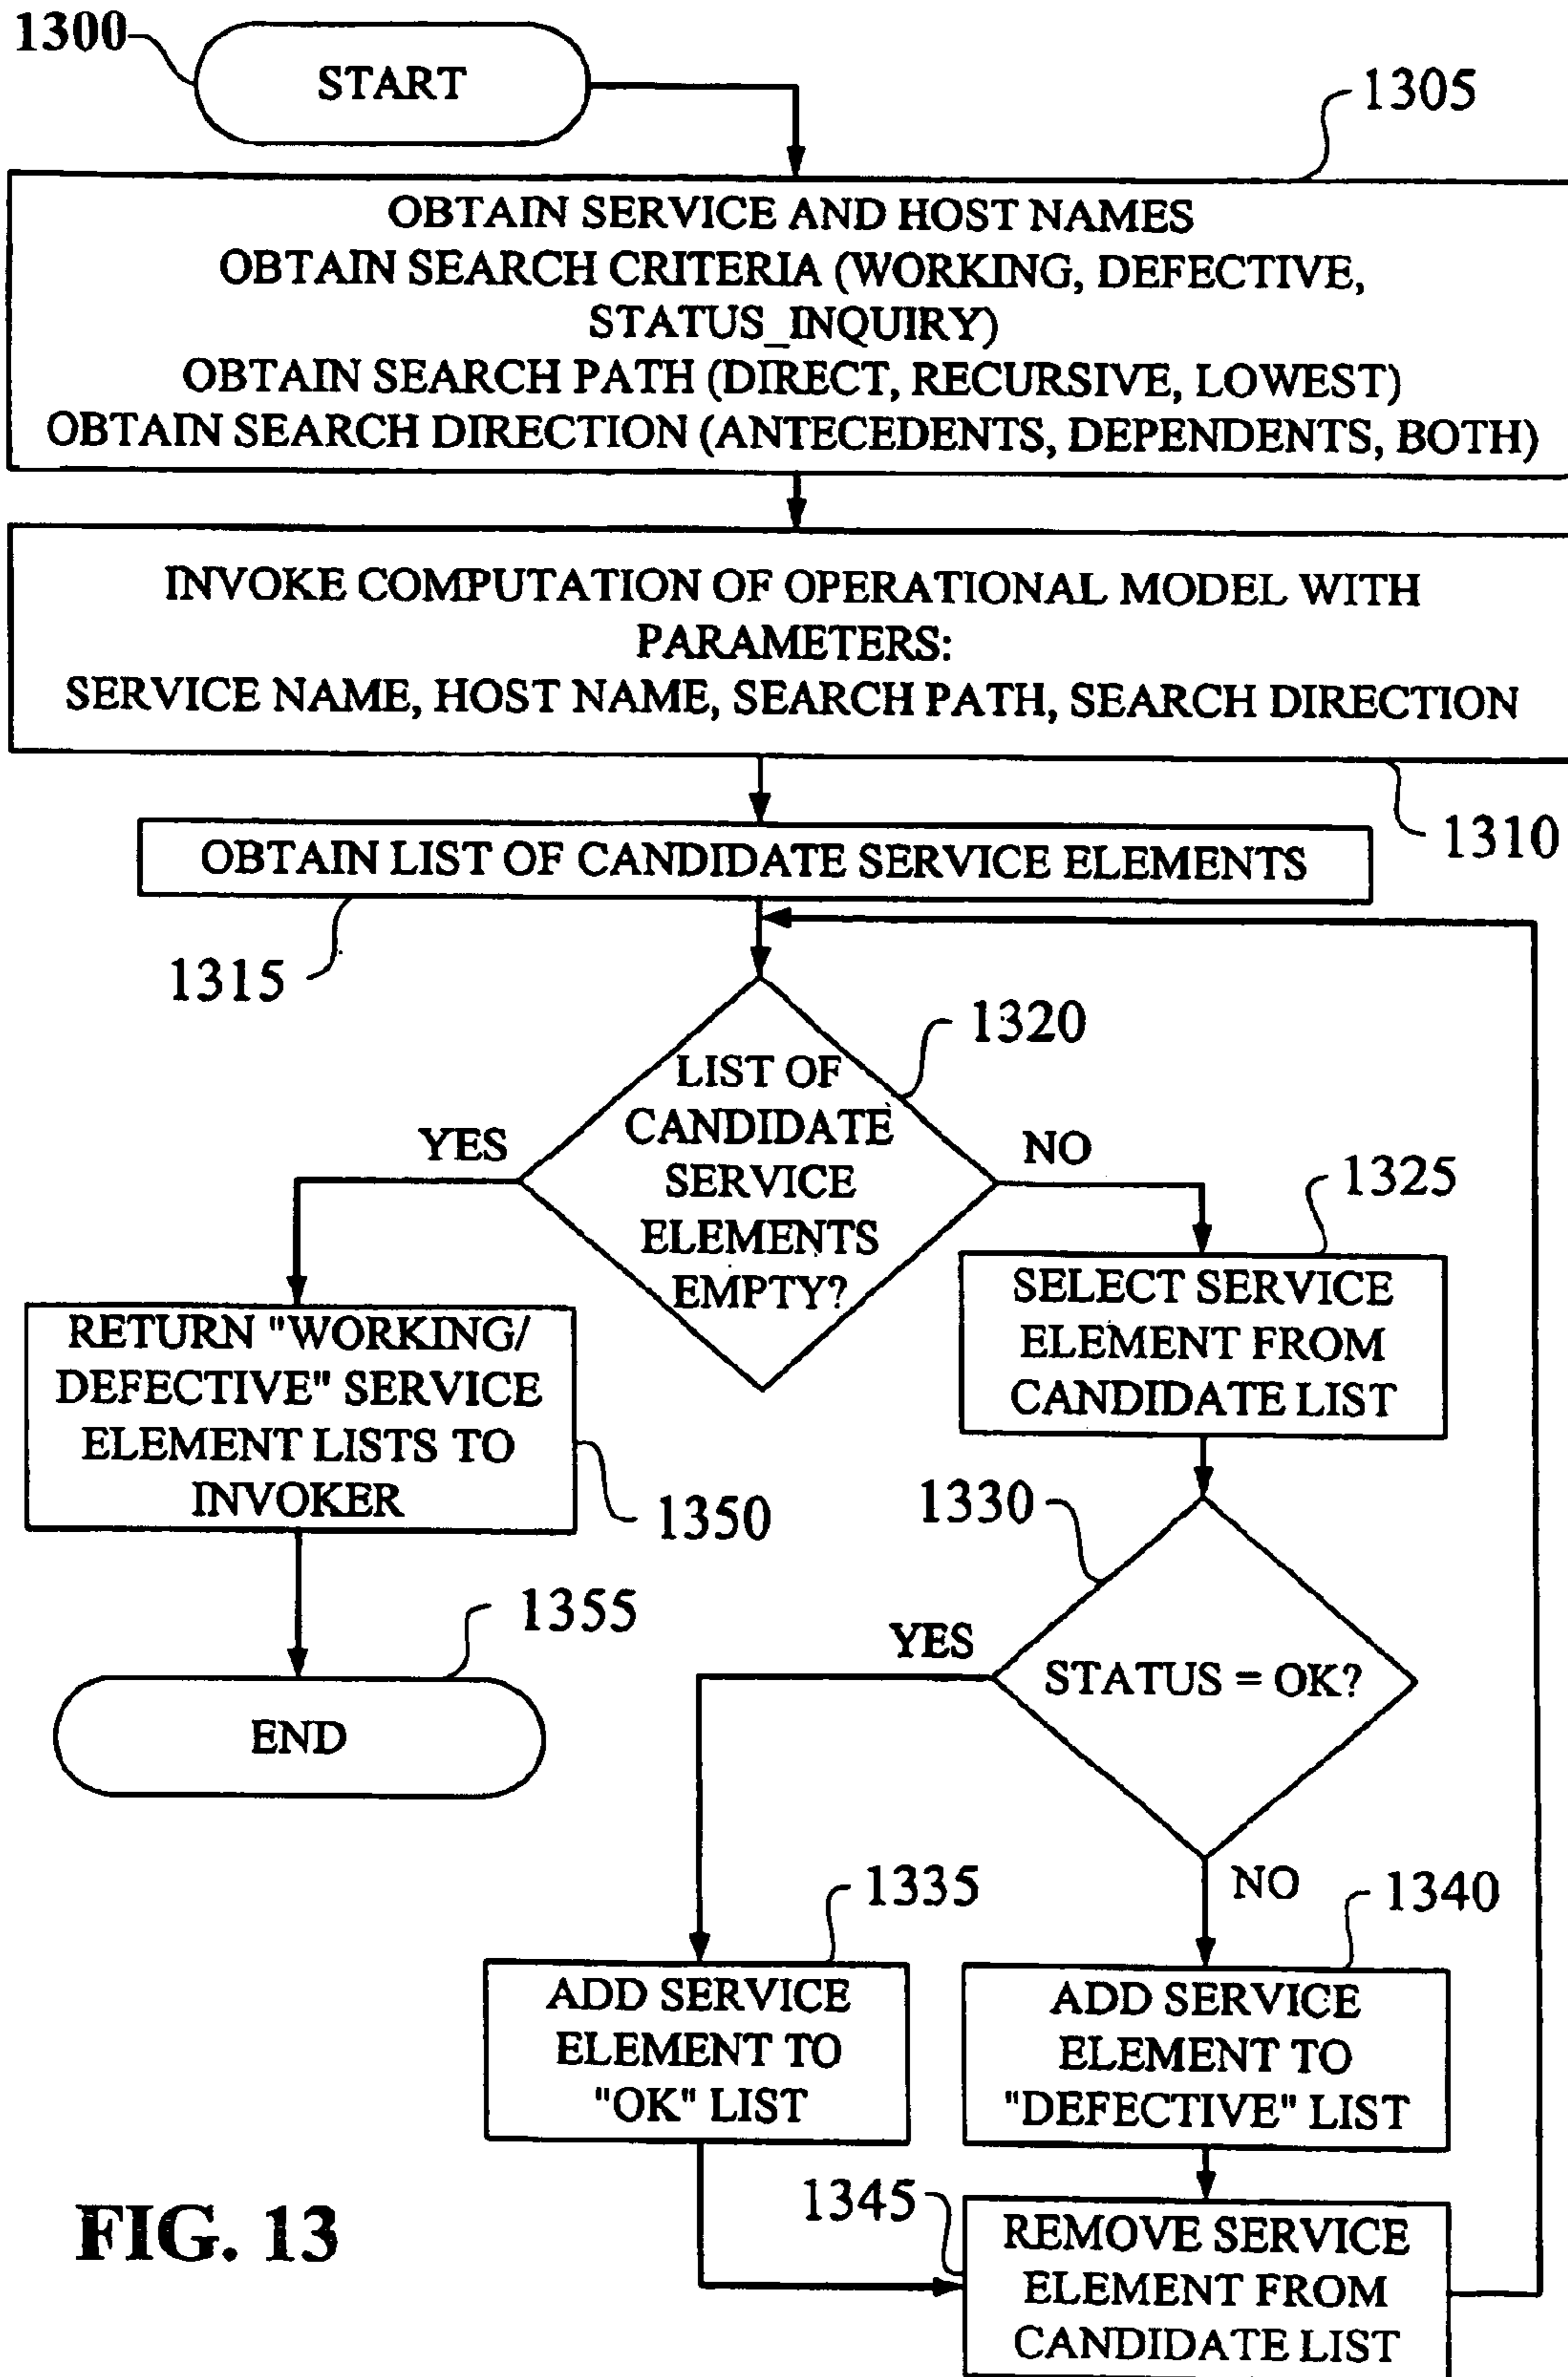 1300
START
1305
OBTAIN SERVICE AND HOST NAMES
OBTAIN SEARCH CRITERIA (WORKING, DEFECTIVE,
STATUS_INQUIRY)
OBTAIN SEARCH PATH (DIRECT, RECURSIVE, LOWEST)
OBTAIN SEARCH DIRECTION (ANTECEDENTS, DEPENDENTS, BOTH)
INVOKE COMPUTATION OF OPERATIONAL MODEL WITH
PARAMETERS:
SERVICE NAME, HOST NAME, SEARCH PATH, SEARCH DIRECTION
1310
OBTAIN LIST OF CANDIDATE SERVICE ELEMENTS
1315
1320
LIST OF
CANDIDATE
SERVICE
ELEMENTS
EMPTY?
YES
NO
1325
SELECT SERVICE
ELEMENT FROM
CANDIDATE LIST
RETURN "WORKING/
DEFECTIVE" SERVICE
ELEMENT LISTS TO
INVOKER
1350
1330
1355
END
YES
STATUS = OK?
NO
1335
1340
ADD SERVICE
ELEMENT TO
"OK" LIST
ADD SERVICE
ELEMENT TO
"DEFECTIVE" LIST
1345
REMOVE SERVICE
ELEMENT FROM
CANDIDATE LIST
FIG. 13